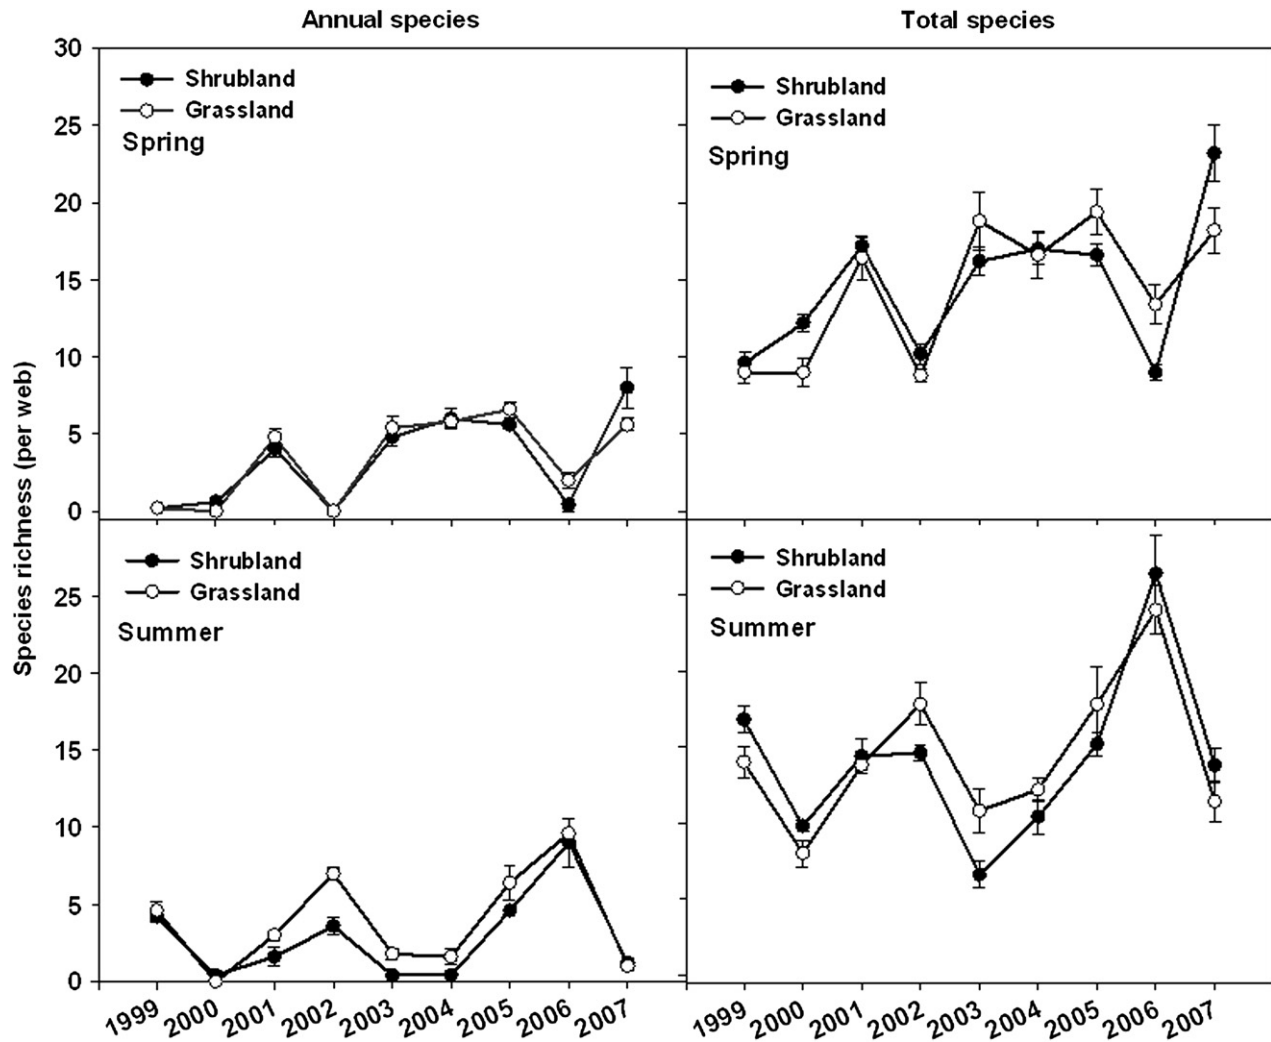 Annual species
Total species
Species richness (per web)
30
25
20
15
10
5
0
Shrubland
Grassland
Spring
Shrubland
Grassland
Spring
25
20
15
10
5
0
Shrubland
Grassland
Summer
Shrubland
Grassland
Summer
1999 2000 2001 2002 2003 2004 2005 2006 2007
1999 2000 2001 2002 2003 2004 2005 2006 2007